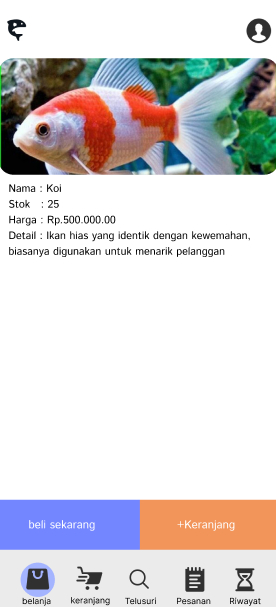 Nama : Koi
Stok : 25
Harga : Rp.500.000.00
Detail : Ikan hias yang identik dengan kewemahan,
biasanya digunakan untuk menarik pelanggan
beli sekarang
+Keranjang
belanja
keranjang
Telusuri
Pesanan
Riwayat